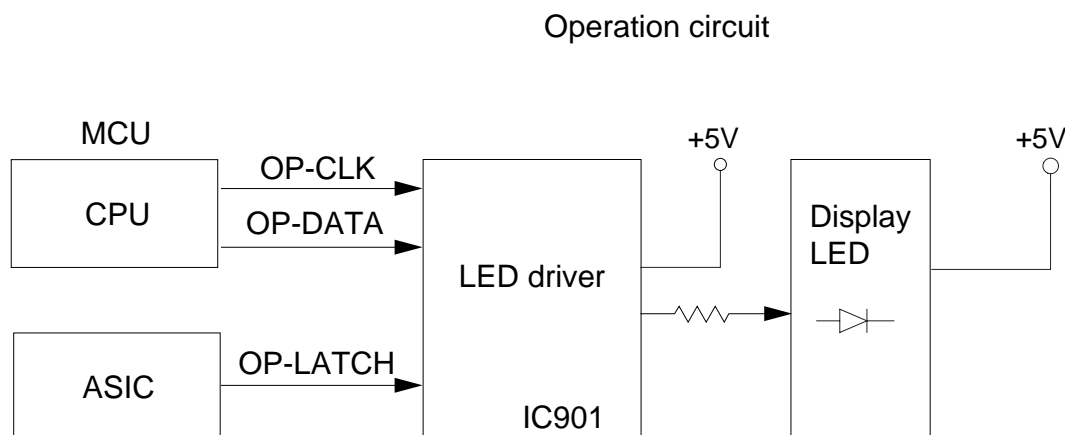 Operation circuit
MCU
CPU
OP-CLK
OP-DATA
ASIC
OP-LATCH
LED driver
IC901
+5V
Display
LED
+5V